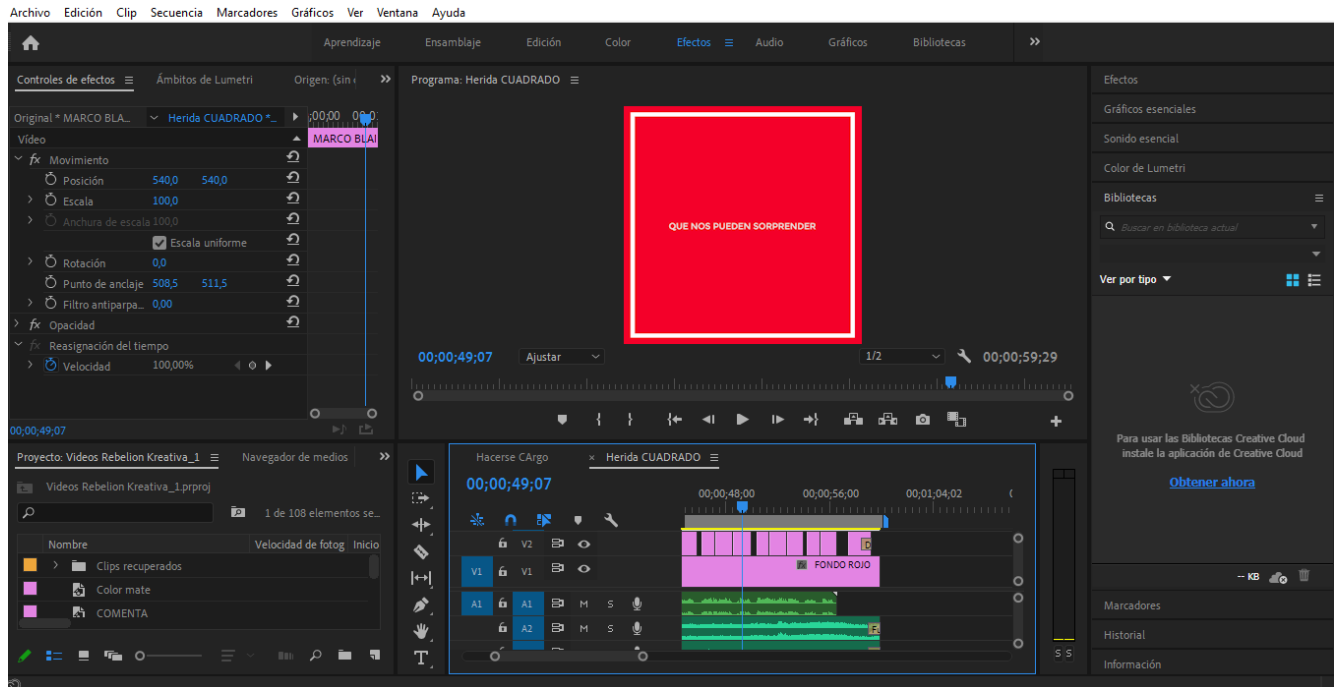 Archivo Edición Clip Secuencia Marcadores Gráficos Ver Ventana Ayuda
Aprendizaje Ensamblaje Edición Color Efectos Audio Gráficos Bibliotecas
Controles de efectos Ámbitos de Lumetri Origen: (sin
Programa: Herida CUADRADO
Original * MARCO BLA... Herida CUADRADO *...
Vídeo
MARCO BLAI
fx Movimiento
Posición 540,0 540,0
Escala 100,0
Anchura de escala 100,0
Escala uniforme
Rotación 0,0
Punto de anclaje 508,5 511,5
Filtro antiparpa... 0,00
fx Opacidad
fx Reasignación del tiempo
Velocidad 100,00%
00;00;49;07
QUE NOS PUEDEN SORPRENDER
00;00;49;07 Ajustar 1/2 00;00;59;29
Efectos
Gráficos esenciales
Sonido esencial
Color de Lumetri
Bibliotecas
Buscar en biblioteca actual
Ver por tipo
Para usar las Bibliotecas Creative Cloud
instale la aplicación de Creative Cloud
Obtener ahora
-- KB
Marcadores
Historial
Información
Proyecto: Videos Rebelion Kreativa_1 Navegador de medios
Videos Rebelion Kreativa_1.prproj
1 de 108 elementos se...
Nombre Velocidad de fotog Inicio
Clips recuperados
Color mate
COMENTA
Hacerse CArgo × Herida CUADRADO
00;00;49;07
00;00;48;00 00;00;56;00 00;01;04;02
V2
V1 V1 fx FONDO ROJO
A1 A1 M S
A2 M S
S S